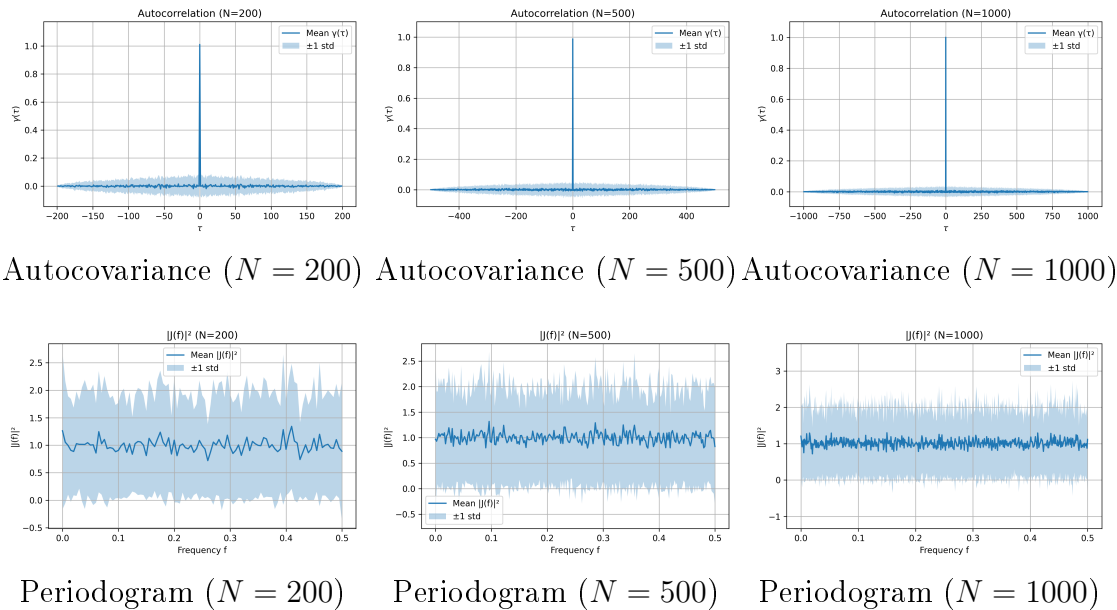 Autocorrelation (N=200)
Mean γ(τ)
±1 std
γ(τ)
1.0
0.8
0.6
0.4
0.2
0.0
−200 −150 −100 −50 0 50 100 150 200
τ
Autocorrelation (N=500)
Mean γ(τ)
±1 std
γ(τ)
1.0
0.8
0.6
0.4
0.2
0.0
−400 −200 0 200 400
τ
Autocorrelation (N=1000)
Mean γ(τ)
±1 std
γ(τ)
1.0
0.8
0.6
0.4
0.2
0.0
−1000 −750 −500 −250 0 250 500 750 1000
τ
Autocovariance (N = 200)
Autocovariance (N = 500)
Autocovariance (N = 1000)
|J(f)|² (N=200)
Mean |J(f)|²
±1 std
|J(f)|²
2.5
2.0
1.5
1.0
0.5
0.0
−0.5
0.0 0.1 0.2 0.3 0.4 0.5
Frequency f
|J(f)|² (N=500)
|J(f)|²
2.5
2.0
1.5
1.0
0.5
0.0
−0.5
Mean |J(f)|²
±1 std
0.0 0.1 0.2 0.3 0.4 0.5
Frequency f
|J(f)|² (N=1000)
Mean |J(f)|²
±1 std
|J(f)|²
3
2
1
0
−1
0.0 0.1 0.2 0.3 0.4 0.5
Frequency f
Periodogram (N = 200)
Periodogram (N = 500)
Periodogram (N = 1000)